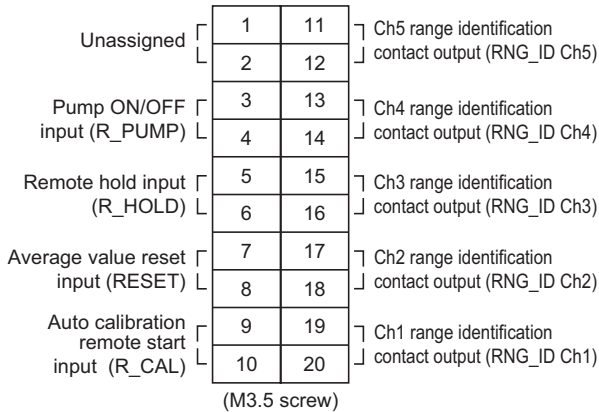 Unassigned
1 11
2 12
Ch5 range identification
contact output (RNG_ID Ch5)
Pump ON/OFF
input (R_PUMP)
3 13
4 14
Ch4 range identification
contact output (RNG_ID Ch4)
Remote hold input
(R_HOLD)
5 15
6 16
Ch3 range identification
contact output (RNG_ID Ch3)
Average value reset
input (RESET)
7 17
8 18
Ch2 range identification
contact output (RNG_ID Ch2)
Auto calibration
remote start
input (R_CAL)
9 19
10 20
Ch1 range identification
contact output (RNG_ID Ch1)
(M3.5 screw)